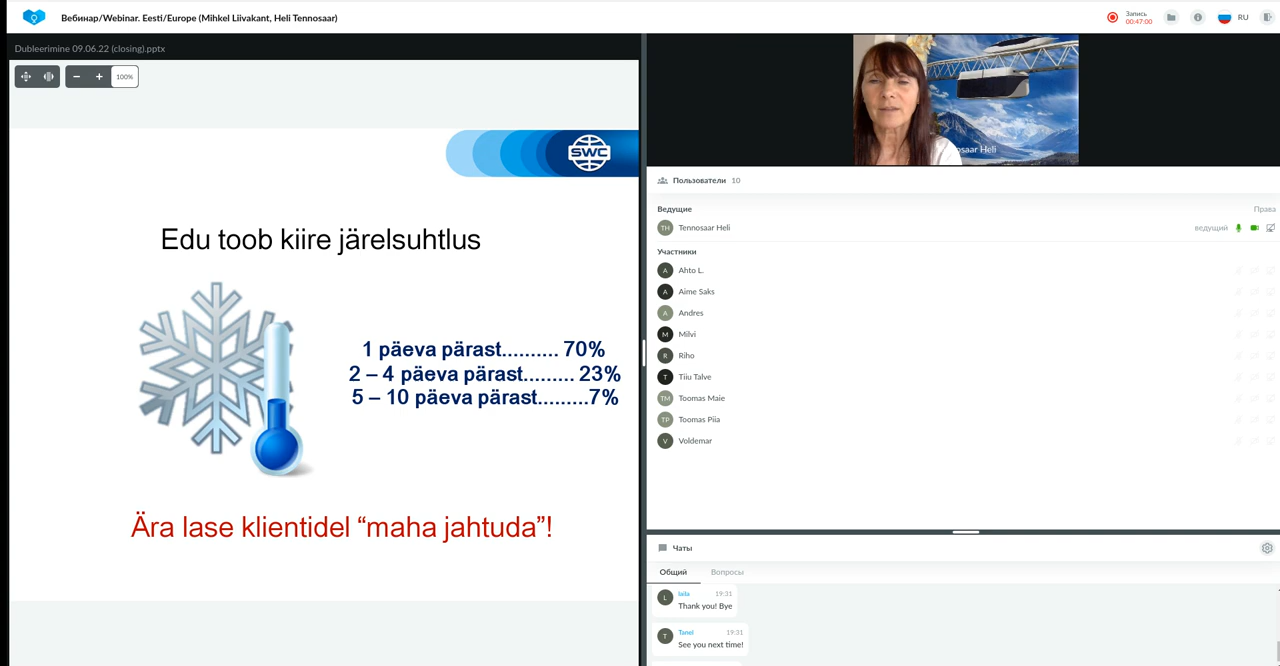 Вебинар/Webinar. Eesti/Europe (Mihkel Liivakant, Heli Tennosaar)
Запись
00:47:00
RU
Dubleerimine 09.06.22 (closing).pptx
100%
SWC
Edu toob kiire järelsuhtlus
1 päeva pärast.......... 70%
2 – 4 päeva pärast......... 23%
5 – 10 päeva pärast.........7%
Ära lase klientidel “maha jahtuda”!
osaar Heli
Пользователи 10
Ведущие Права
TH Tennosaar Heli ведущий
Участники
A Ahto L.
A Aime Saks
A Andres
M Milvi
R Riho
T Tiiu Talve
TM Toomas Maie
TP Toomas Piia
V Voldemar
Чаты
Общий Вопросы
L laila 19:31
Thank you! Bye
T Tanel 19:31
See you next time!